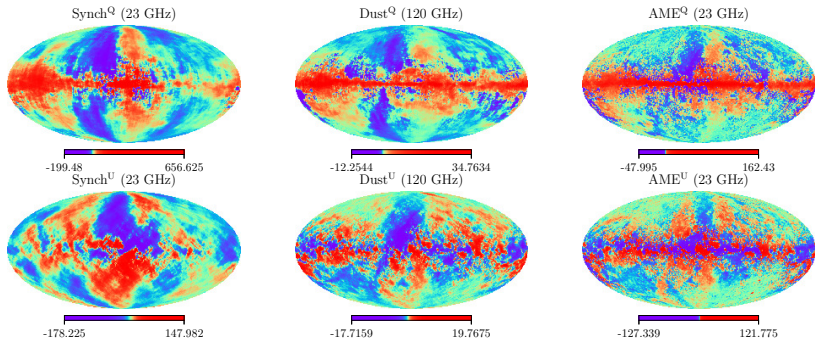 Synch^Q (23 GHz) Dust^Q (120 GHz) AME^Q (23 GHz)
-199.48 656.625 -12.2544 34.7634 -47.995 162.43
Synch^U (23 GHz) Dust^U (120 GHz) AME^U (23 GHz)
-178.225 147.982 -17.7159 19.7675 -127.339 121.775